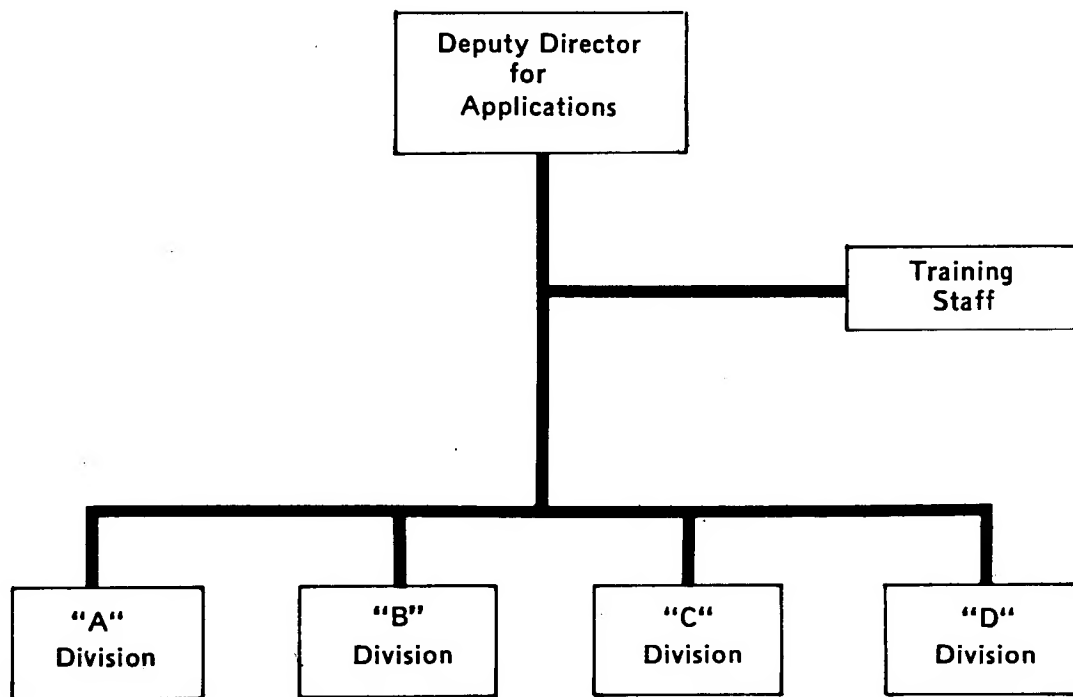 Deputy Director
for
Applications
Training
Staff
“A“
Division
“B”
Division
“C“
Division
“D“
Division